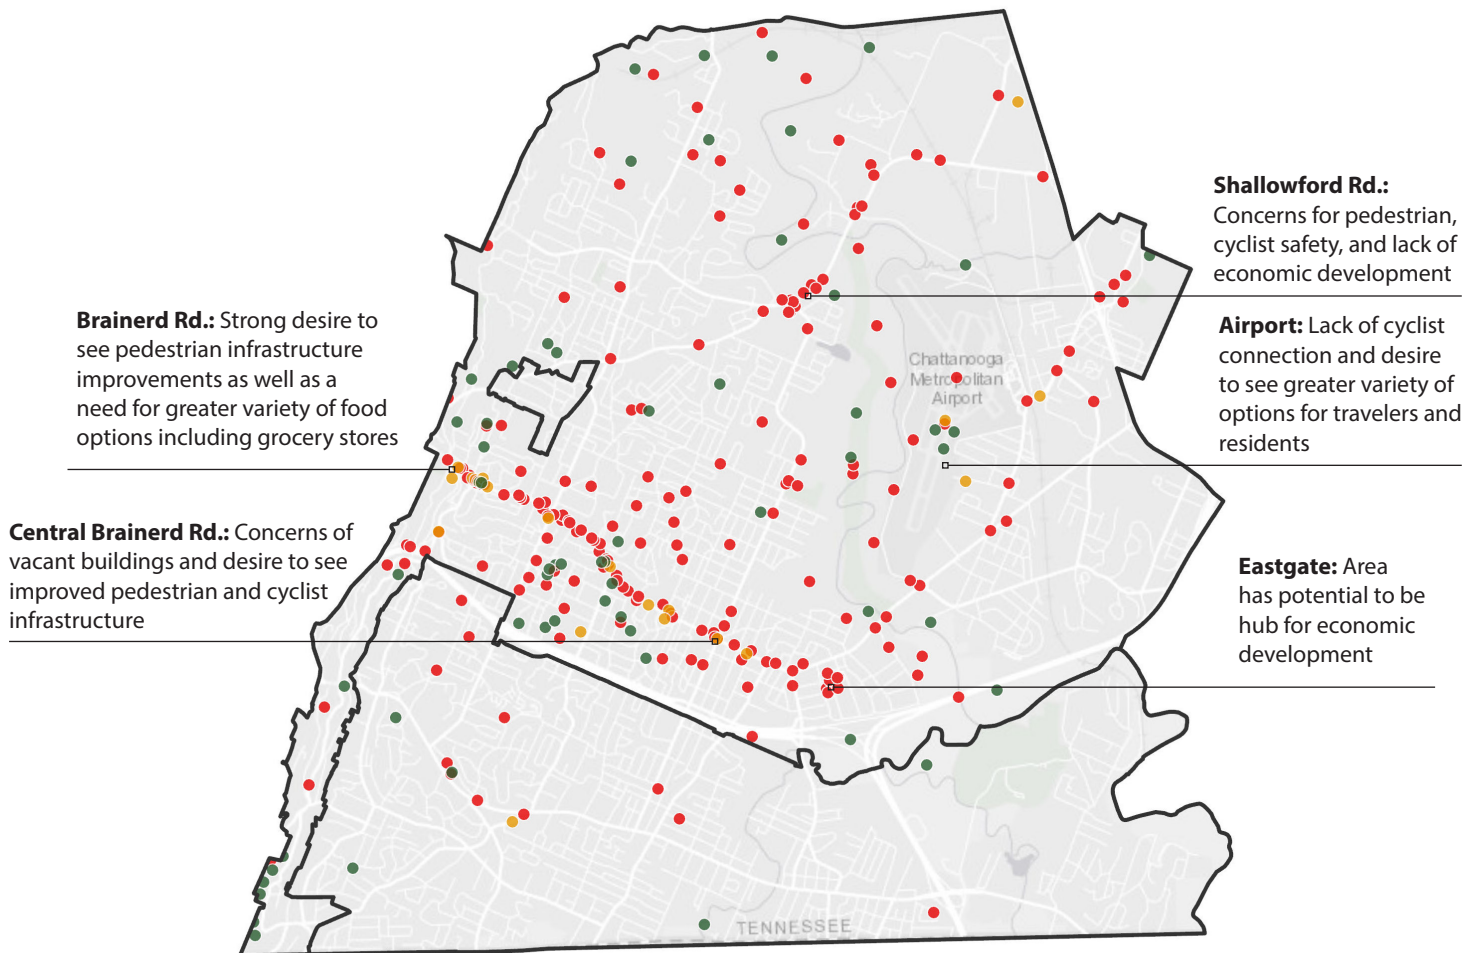 Shallowford Rd.:
Concerns for pedestrian,
cyclist safety, and lack of
economic development
Brainerd Rd.: Strong desire to
see pedestrian infrastructure
improvements as well as a
need for greater variety of food
options including grocery stores
Airport: Lack of cyclist
connection and desire
to see greater variety of
options for travelers and
residents
Chattanooga
Metropolitan
Airport
Central Brainerd Rd.: Concerns of
vacant buildings and desire to see
improved pedestrian and cyclist
infrastructure
Eastgate: Area
has potential to be
hub for economic
development
TENNESSEE